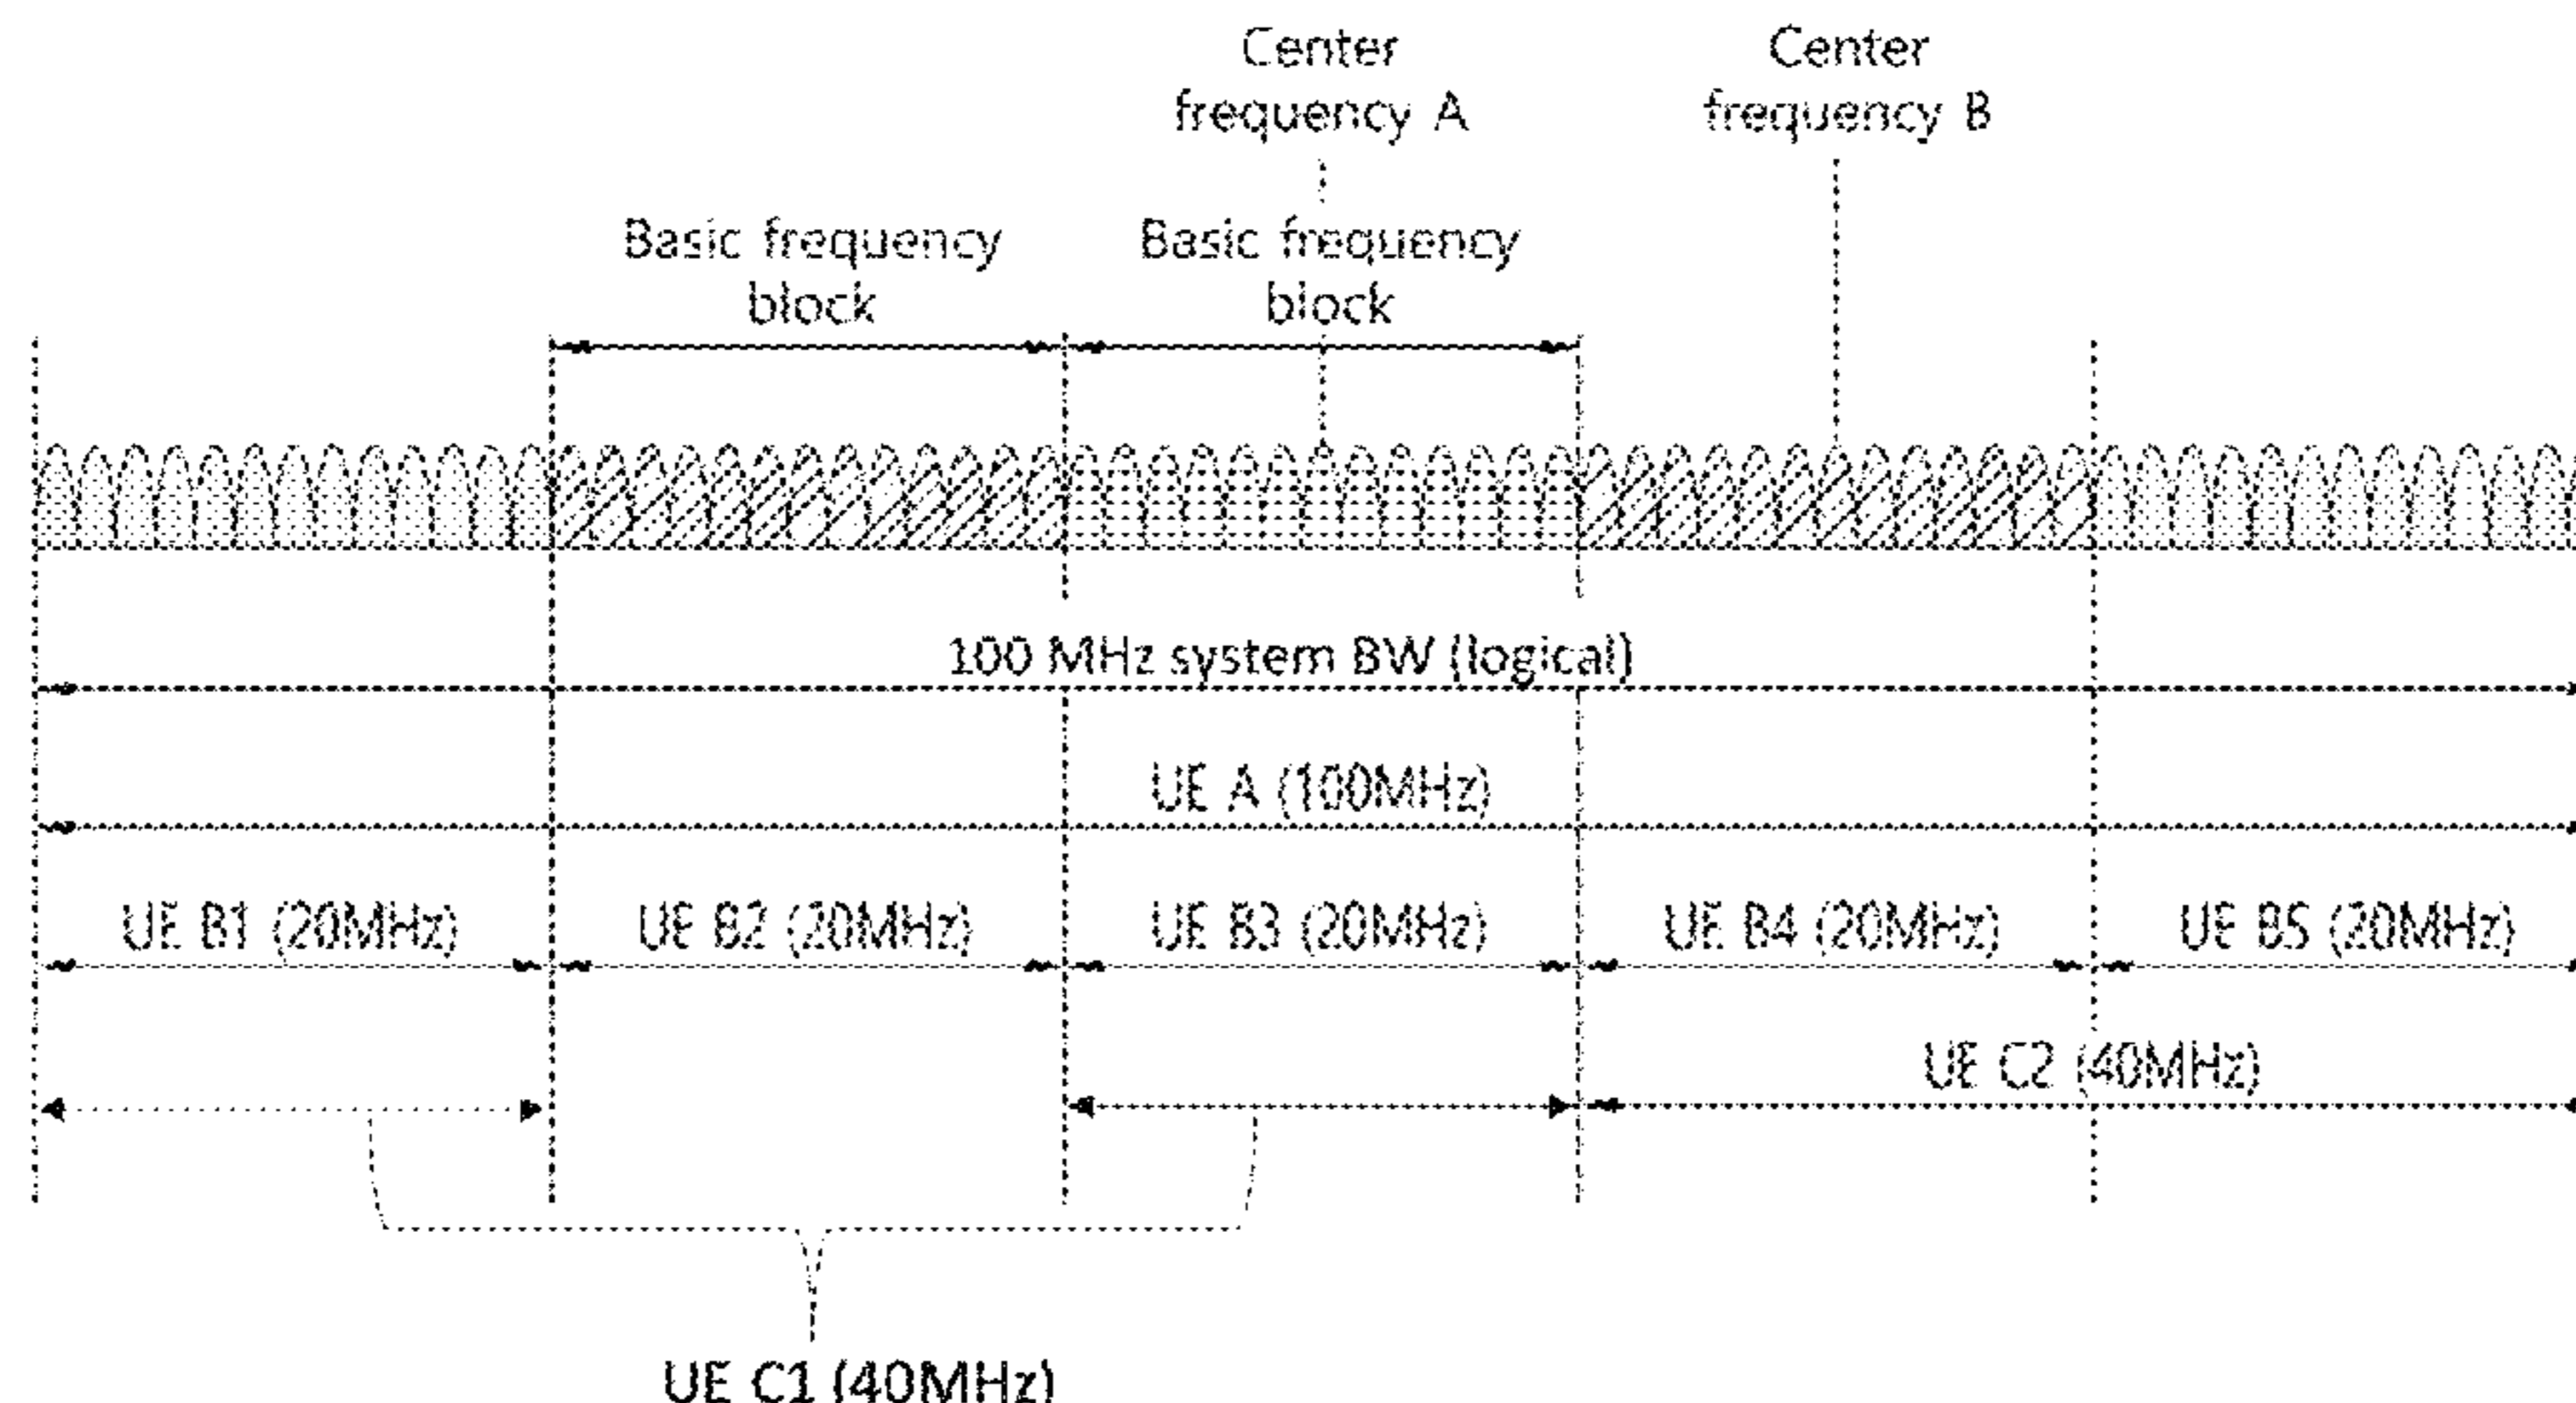 Center
frequency A
Center
frequency B
Basic frequency
block
Basic frequency
block
100 MHz system BW (logical)
UE A (100MHz)
UE B1 (20MHz)
UE B2 (20MHz)
UE B3 (20MHz)
UE B4 (20MHz)
UE B5 (20MHz)
UE C2 (40MHz)
UE C1 (40MHz)